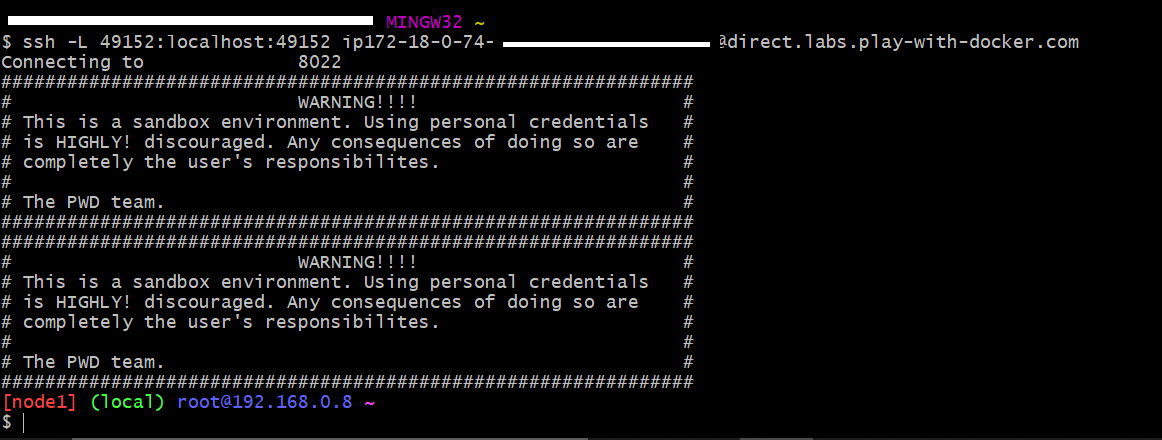 MINGW32 ~
$ ssh -L 49152:localhost:49152 ip172-18-0-74- @direct.labs.play-with-docker.com
Connecting to 8022
###############################################################
# WARNING!!!! #
# This is a sandbox environment. Using personal credentials #
# is HIGHLY! discouraged. Any consequences of doing so are #
# completely the user's responsibilites. #
# #
# The PWD team. #
###############################################################
###############################################################
# WARNING!!!! #
# This is a sandbox environment. Using personal credentials #
# is HIGHLY! discouraged. Any consequences of doing so are #
# completely the user's responsibilites. #
# #
# The PWD team. #
###############################################################
[node1] (local) root@192.168.0.8 ~
$